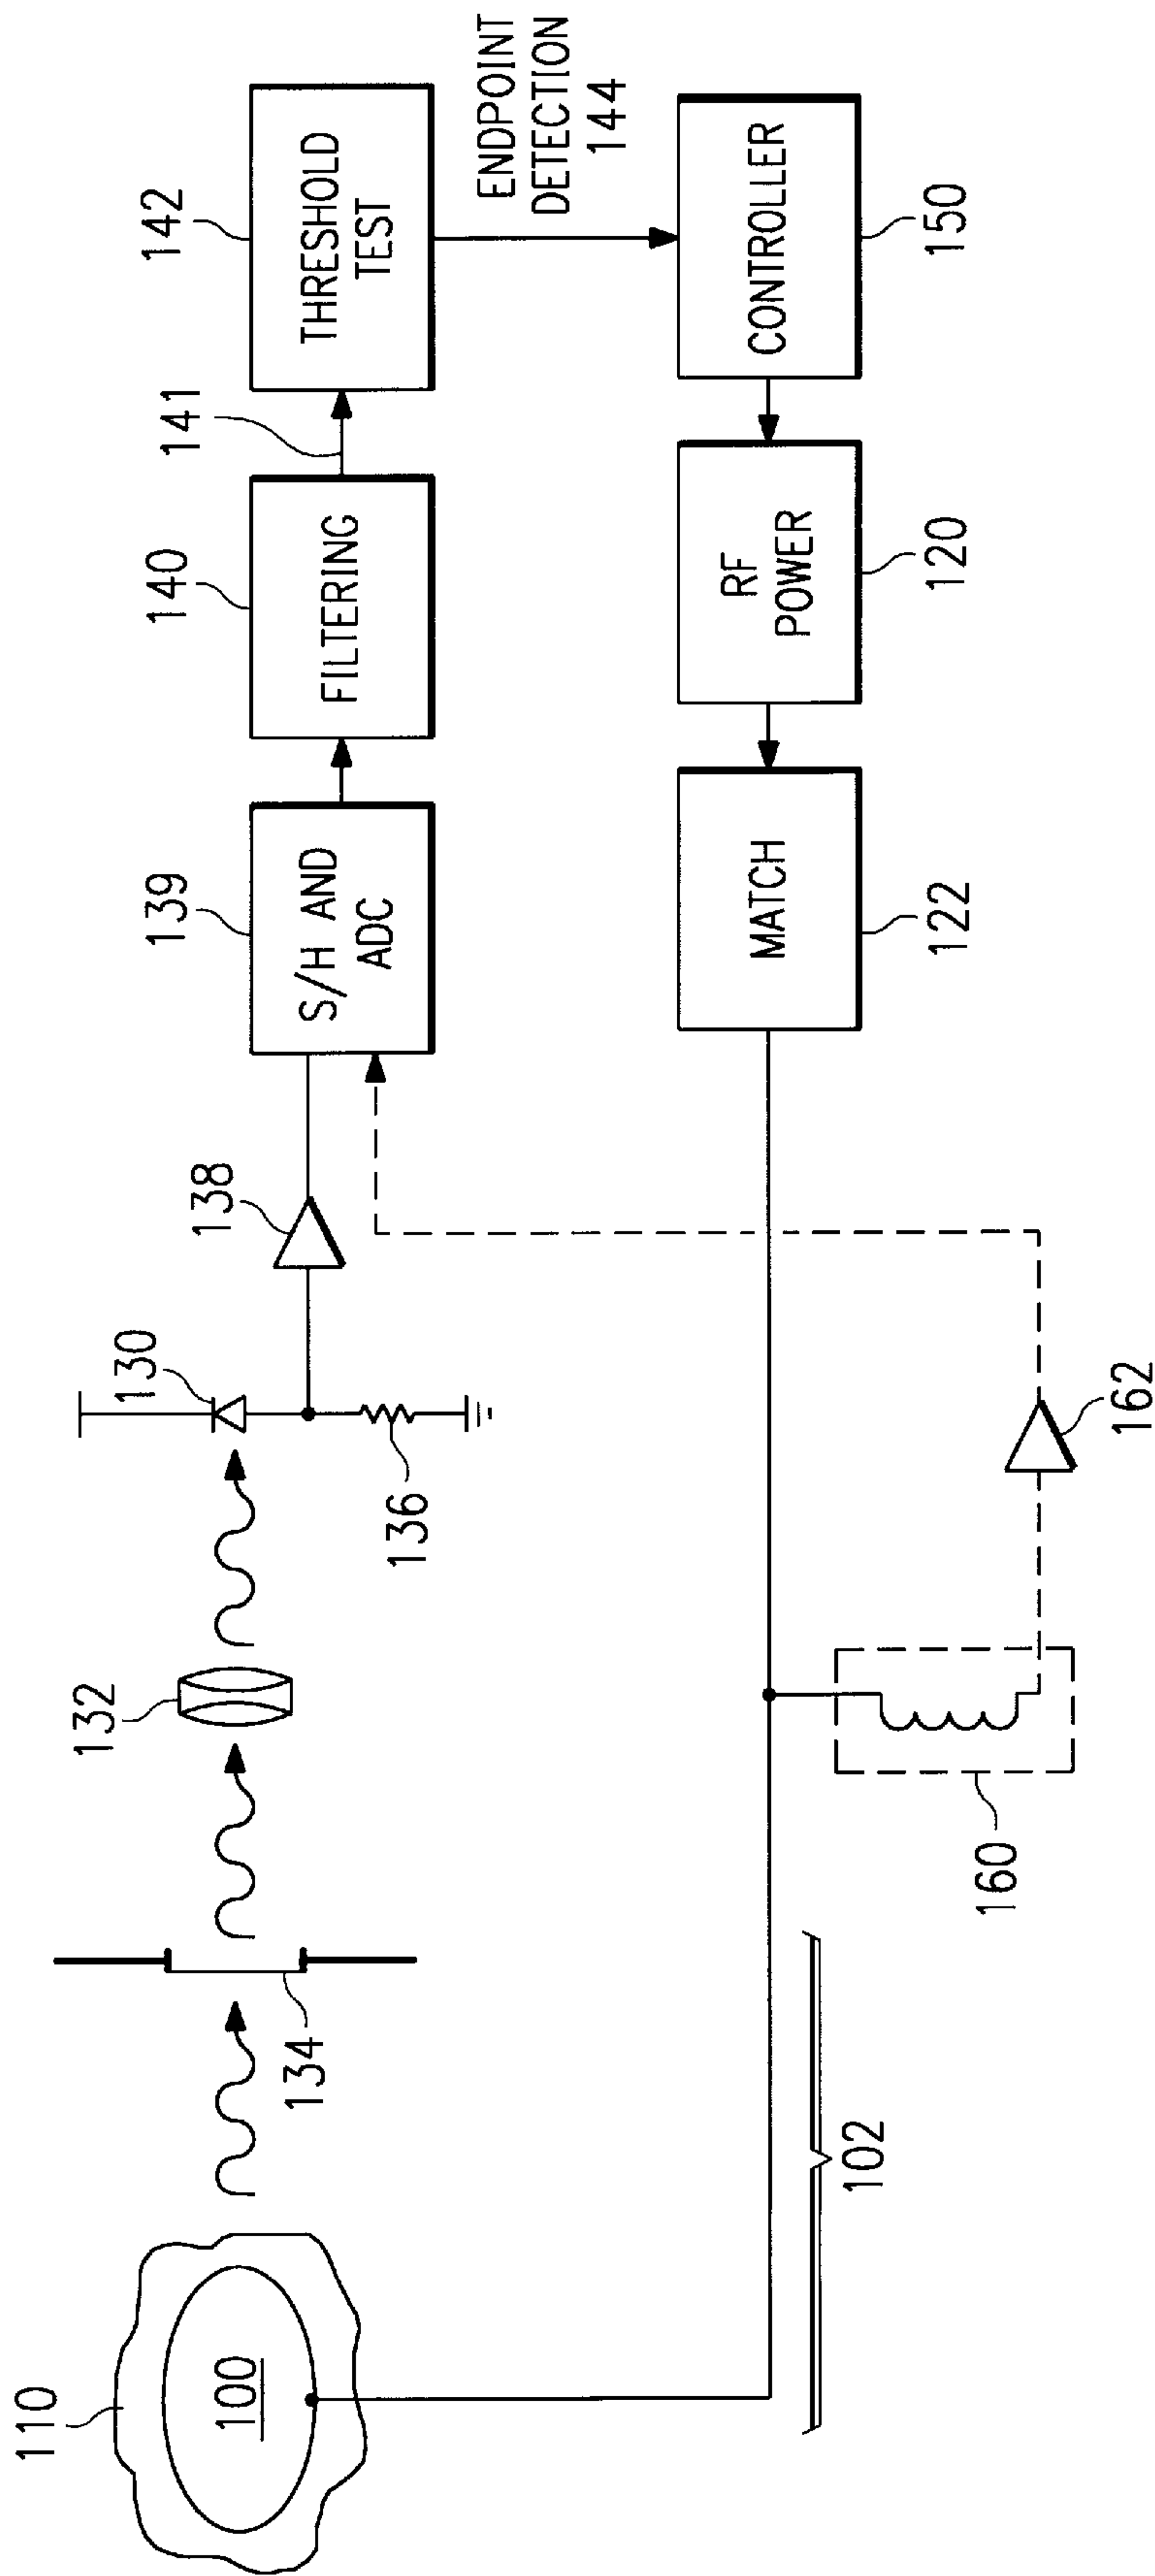 110
100
134
132
130
136
138
139
S/H AND
ADC
140
FILTERING
141
142
THRESHOLD
TEST
ENDPOINT
DETECTION
144
CONTROLLER
150
RF
POWER
120
MATCH
122
102
160
162